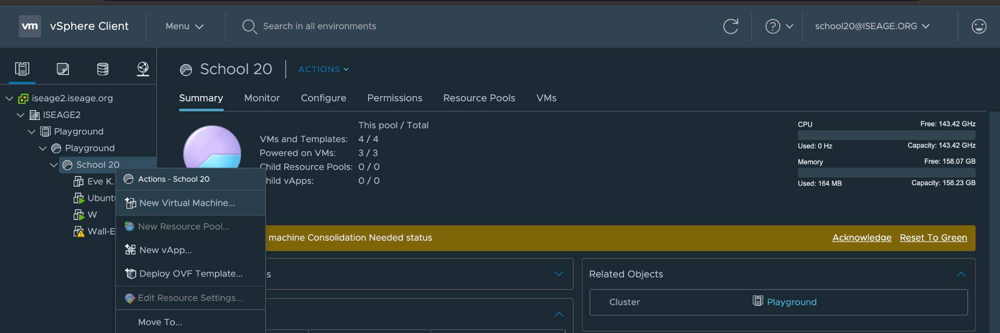 vm vSphere Client Menu Search in all environments school20@ISEAGE.ORG
School 20 ACTIONS
Summary Monitor Configure Permissions Resource Pools VMs
iseage2.iseage.org
ISEAGE2
Playground
Playground
School 20
Eve K.
Ubunt
W
Wall-E
Actions - School 20
New Virtual Machine...
New Resource Pool...
New vApp...
Deploy OVF Template...
Edit Resource Settings...
Move To...
This pool / Total
VMs and Templates: 4 / 4
Powered on VMs: 3 / 3
Child Resource Pools: 0 / 0
hild vApps: 0 / 0
CPU Free: 143.42 GHz
Used: 0 Hz Capacity: 143.42 GHz
Memory Free: 158.07 GB
Used: 164 MB Capacity: 158.23 GB
machine Consolidation Needed status Acknowledge Reset To Green
s
Related Objects
Cluster Playground